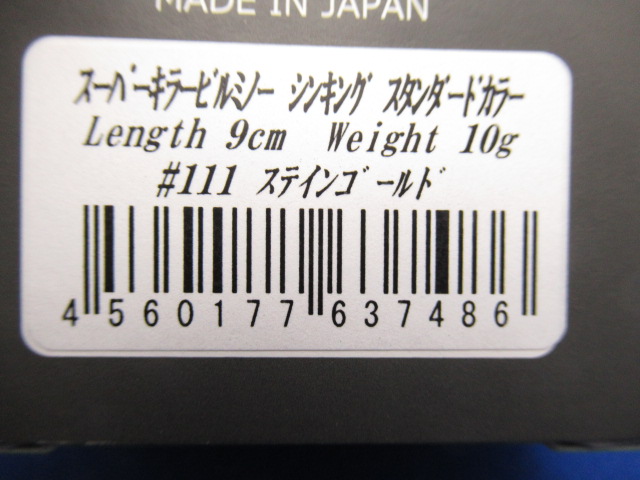 MADE IN JAPAN
スーパーキラービルミノー シンキング スタンダードカラー
Length 9cm Weight 10g
#111 ステインゴールド
4 560177 637486